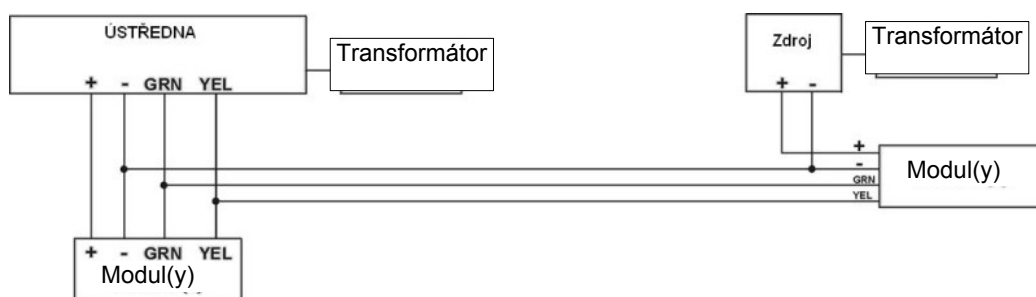 ÚSTŘEDNA
Transformátor
+ - GRN YEL
Zdroj
Transformátor
+ -
+
-
GRN
YEL
Modul(y)
+ - GRN YEL
Modul(y)